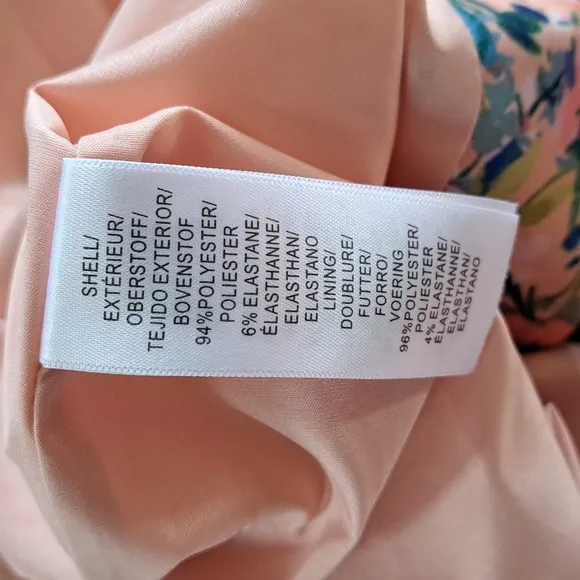 SHELL/
EXTÉRIEUR/
OBERSTOFF/
TEJIDO EXTERIOR/
BOVENSTOF
94%POLYESTER/
POLIESTER
6% ELASTANE/
ÉLASTHANNE/
ELASTHAN/
ELASTANO
LINING/
DOUBLURE/
FUTTER/
FORRO/
VOERING
96%POLYESTER/
POLIESTER
4% ELASTANE/
ÉLASTHANNE/
ELASTHAN/
ELASTANO